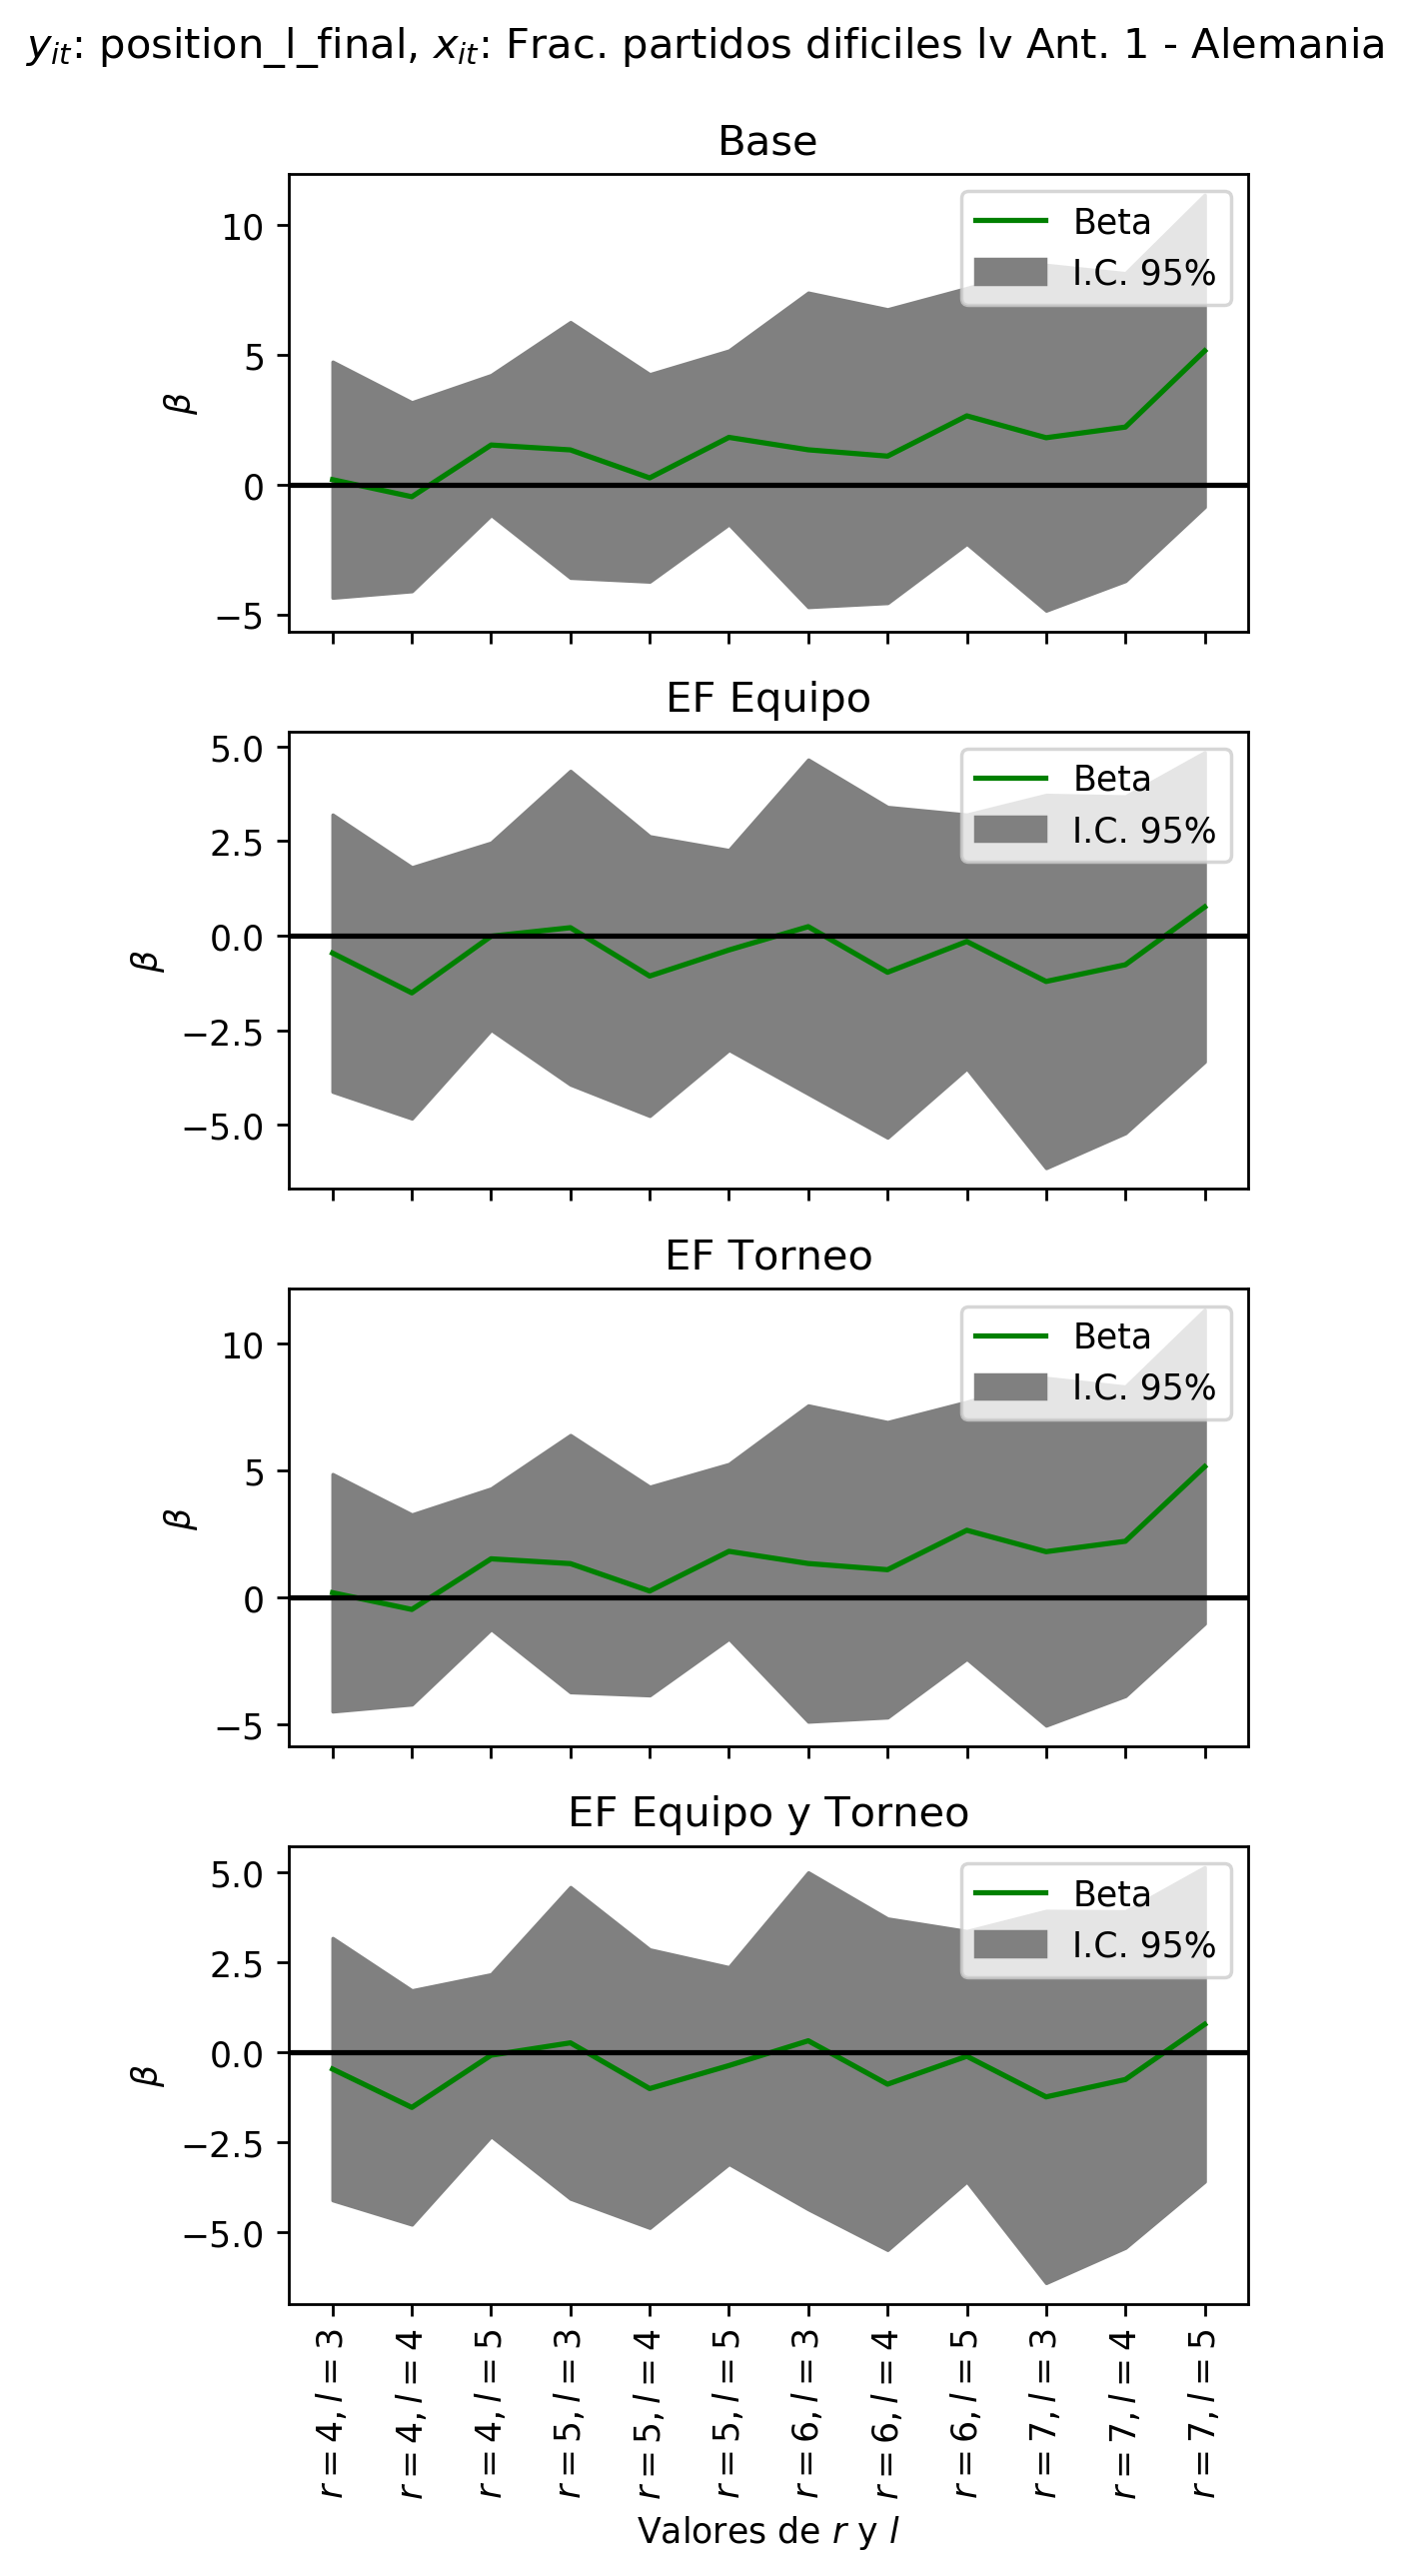 y_it: position_l_final, x_it: Frac. partidos dificiles lv Ant. 1 - Alemania
Base
10
5
0
−5
β
Beta
I.C. 95%
EF Equipo
5.0
2.5
0.0
−2.5
−5.0
β
Beta
I.C. 95%
EF Torneo
10
5
0
−5
β
Beta
I.C. 95%
EF Equipo y Torneo
5.0
2.5
0.0
−2.5
−5.0
β
Beta
I.C. 95%
r = 4, l = 3
r = 4, l = 4
r = 4, l = 5
r = 5, l = 3
r = 5, l = 4
r = 5, l = 5
r = 6, l = 3
r = 6, l = 4
r = 6, l = 5
r = 7, l = 3
r = 7, l = 4
r = 7, l = 5
Valores de r y l